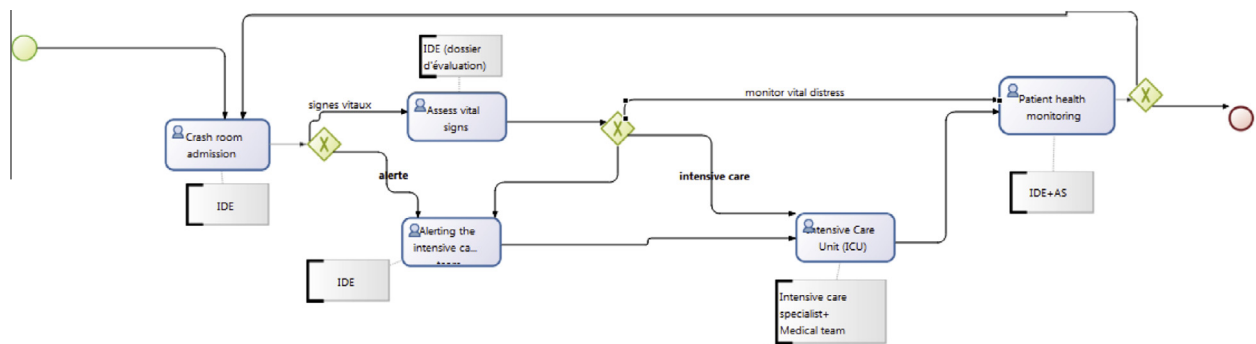 IDE (dossier
d'évaluation)
signes vitaux
Assess vital
signs
monitor vital distress
Patient health
monitoring
Crash room
admission
alerte
intensive care
IDE
IDE+AS
Alerting the
intensive ca...
Intensive Care
Unit (ICU)
IDE
Intensive care
specialist+
Medical team